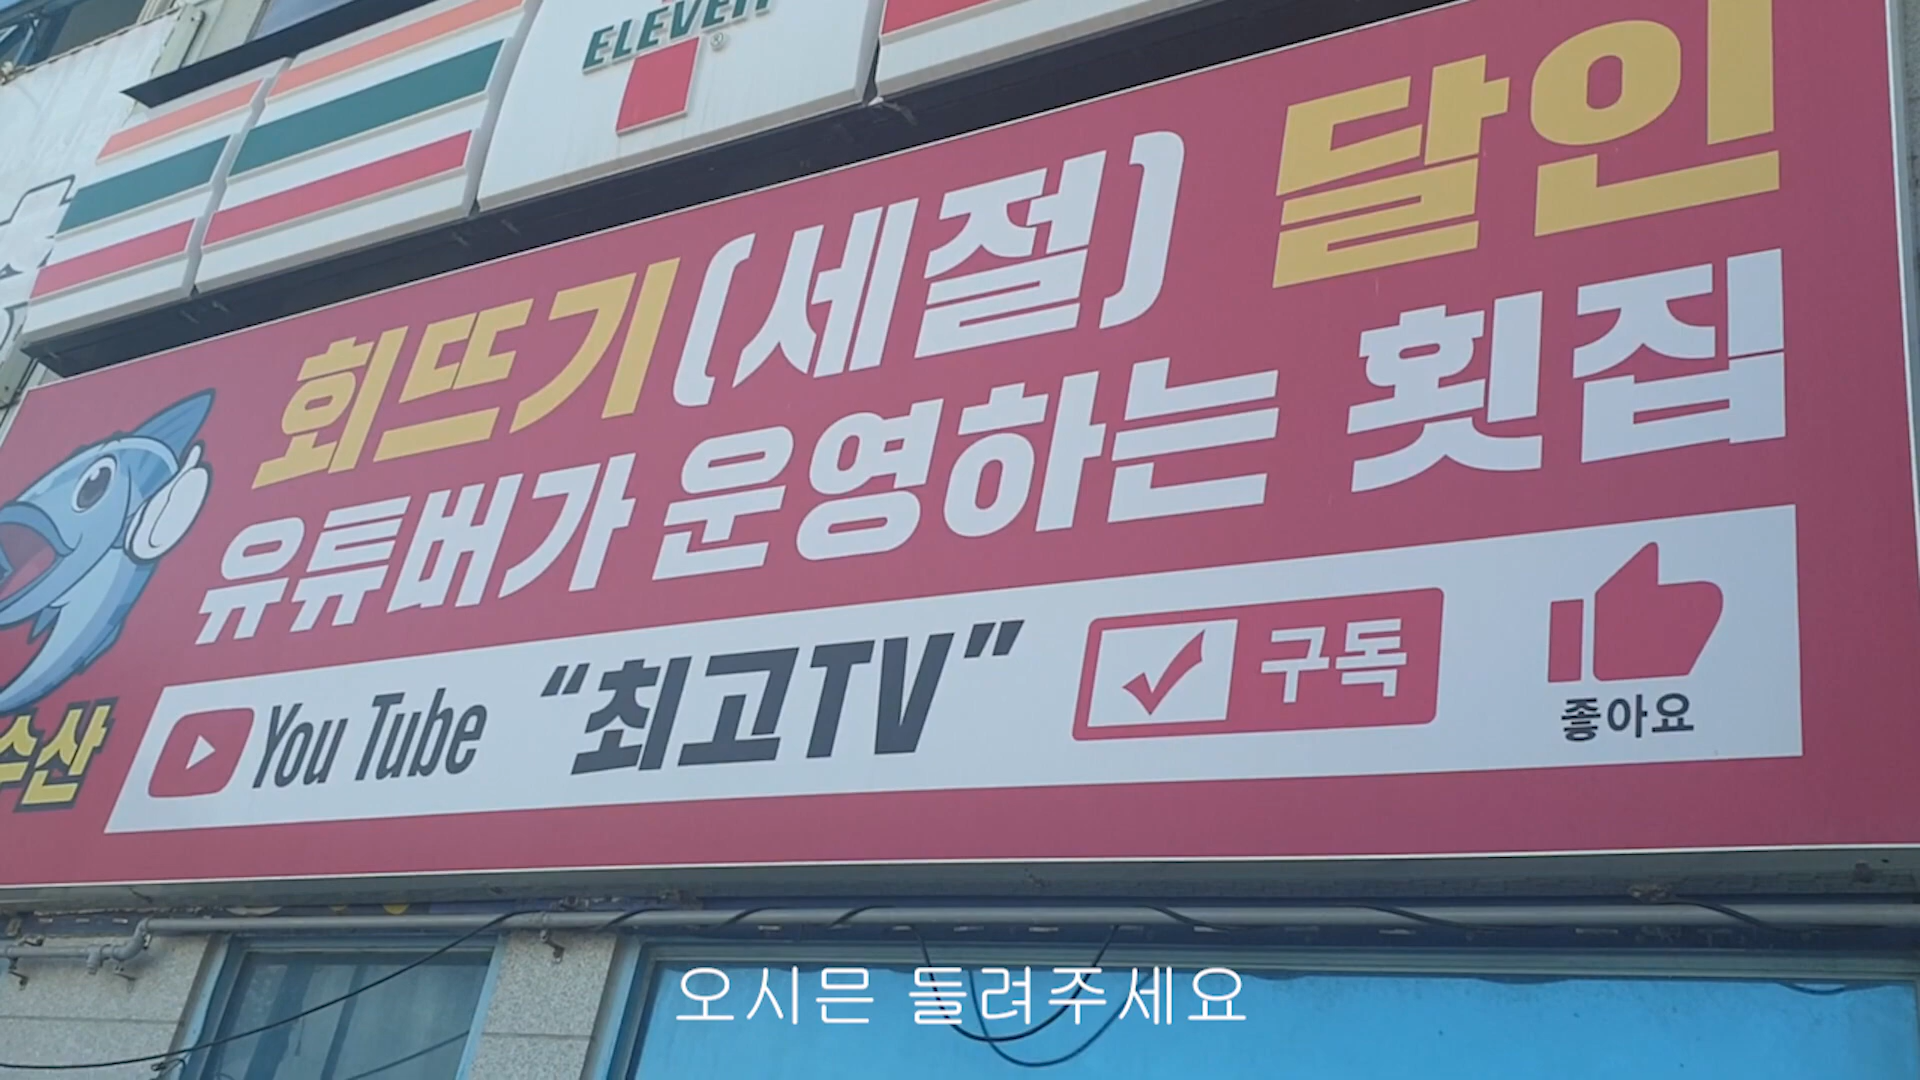 ELEVEN
7
회뜨기(세절) 달인
유튜버가 운영하는 횟집
수산
You Tube "최고TV" 구독
좋아요
오시믄 들려주세요